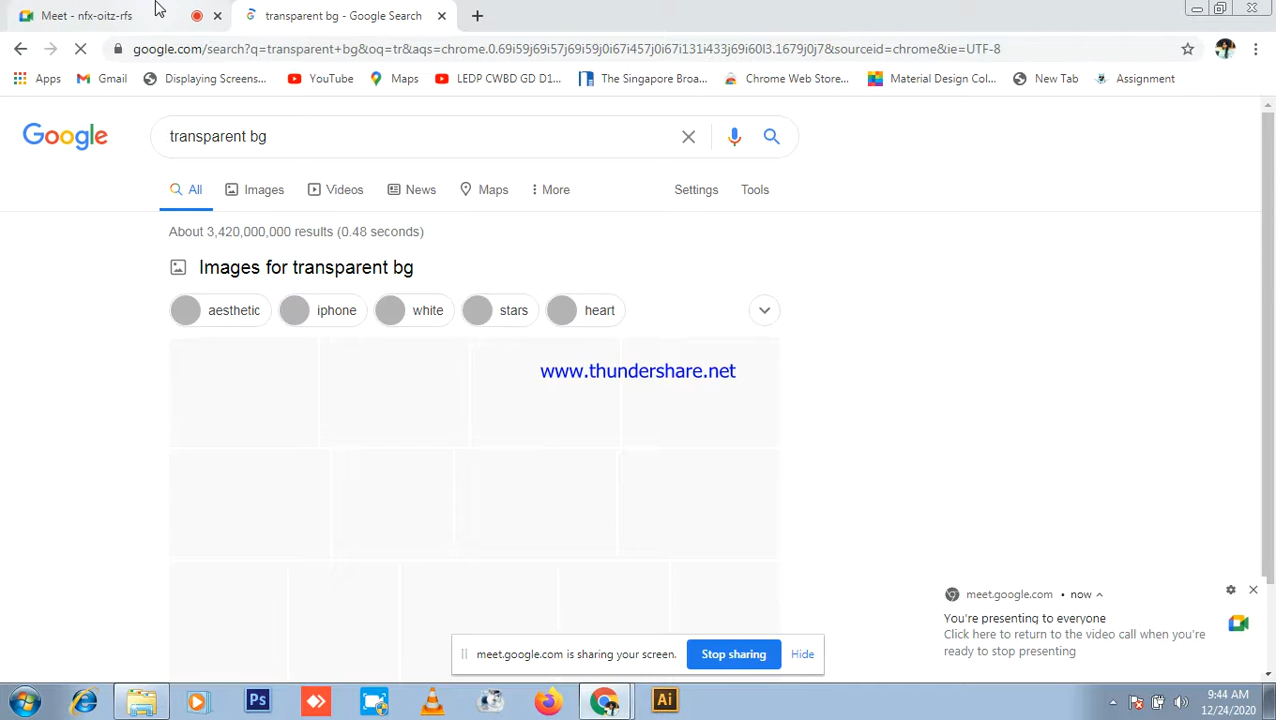 Meet - nfx-oitz-rfs
transparent bg - Google Search
google.com/search?q=transparent+bg&oq=tr&aqs=chrome.0.69i59j69i57j69i59j0i67i457j0i67i131i433j69i60l3.1679j0j7&sourceid=chrome&ie=UTF-8
Apps Gmail Displaying Screens... YouTube Maps LEDP CWBD GD D1... The Singapore Broa... Chrome Web Store... Material Design Col... New Tab Assignment
Google
transparent bg
All Images Videos News Maps More Settings Tools
About 3,420,000,000 results (0.48 seconds)
Images for transparent bg
aesthetic iphone white stars heart
www.thundershare.net
meet.google.com • now
You're presenting to everyone
Click here to return to the video call when you're
ready to stop presenting
meet.google.com is sharing your screen. Stop sharing Hide
Ps Ai
9:44 AM
12/24/2020